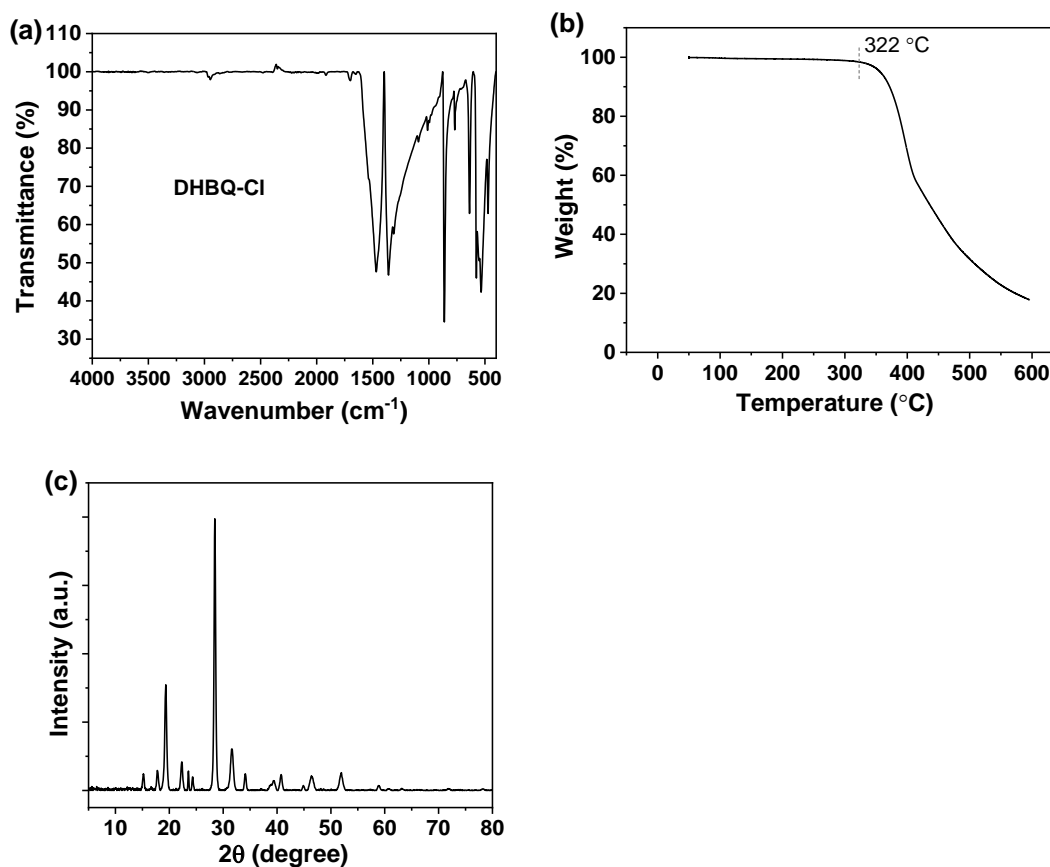 (a)
110
100
90
80
70
60
50
40
30
Transmittance (%)
DHBQ-Cl
4000 3500 3000 2500 2000 1500 1000 500
Wavenumber (cm⁻¹)
(b)
322 °C
100
80
60
40
20
0
Weight (%)
0 100 200 300 400 500 600
Temperature (°C)
(c)
Intensity (a.u.)
10 20 30 40 50 60 70 80
2θ (degree)